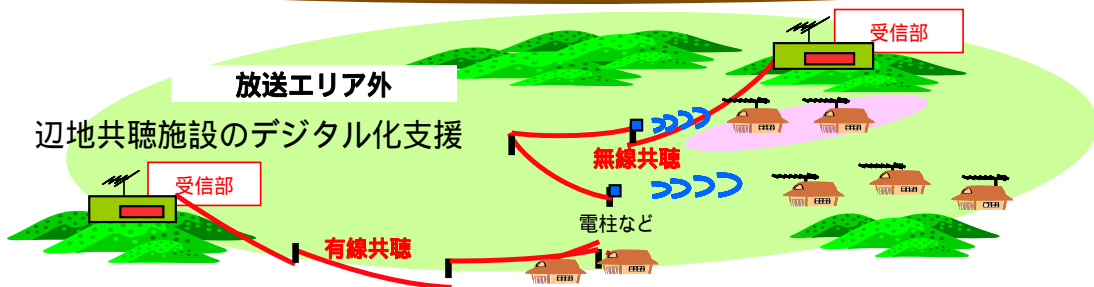 受信部
放送エリア外
辺地共聴施設のデジタル化支援
無線共聴
受信部
電柱など
有線共聴